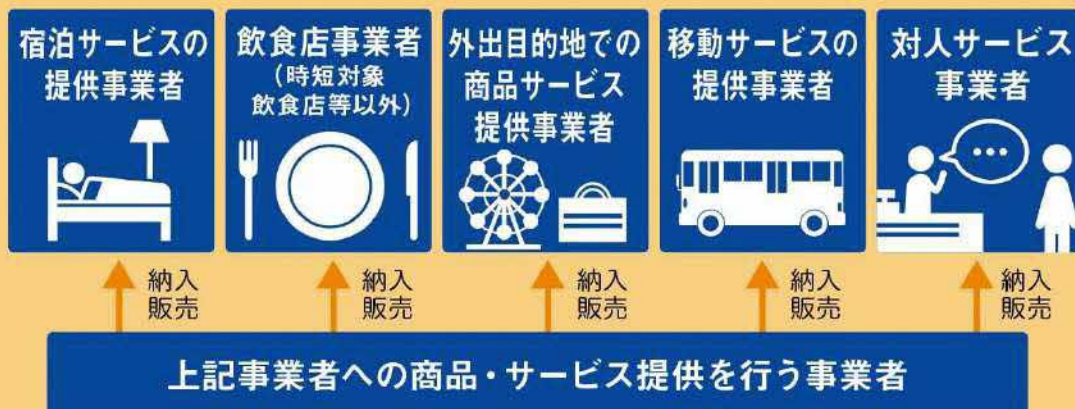 宿泊サービスの
提供事業者
飲食店事業者
(時短対象
飲食店等以外)
外出目的地での
商品サービス
提供事業者
移動サービスの
提供事業者
対人サービス
事業者
...
納入
販売
納入
販売
納入
販売
納入
販売
納入
販売
上記事業者への商品・サービス提供を行う事業者